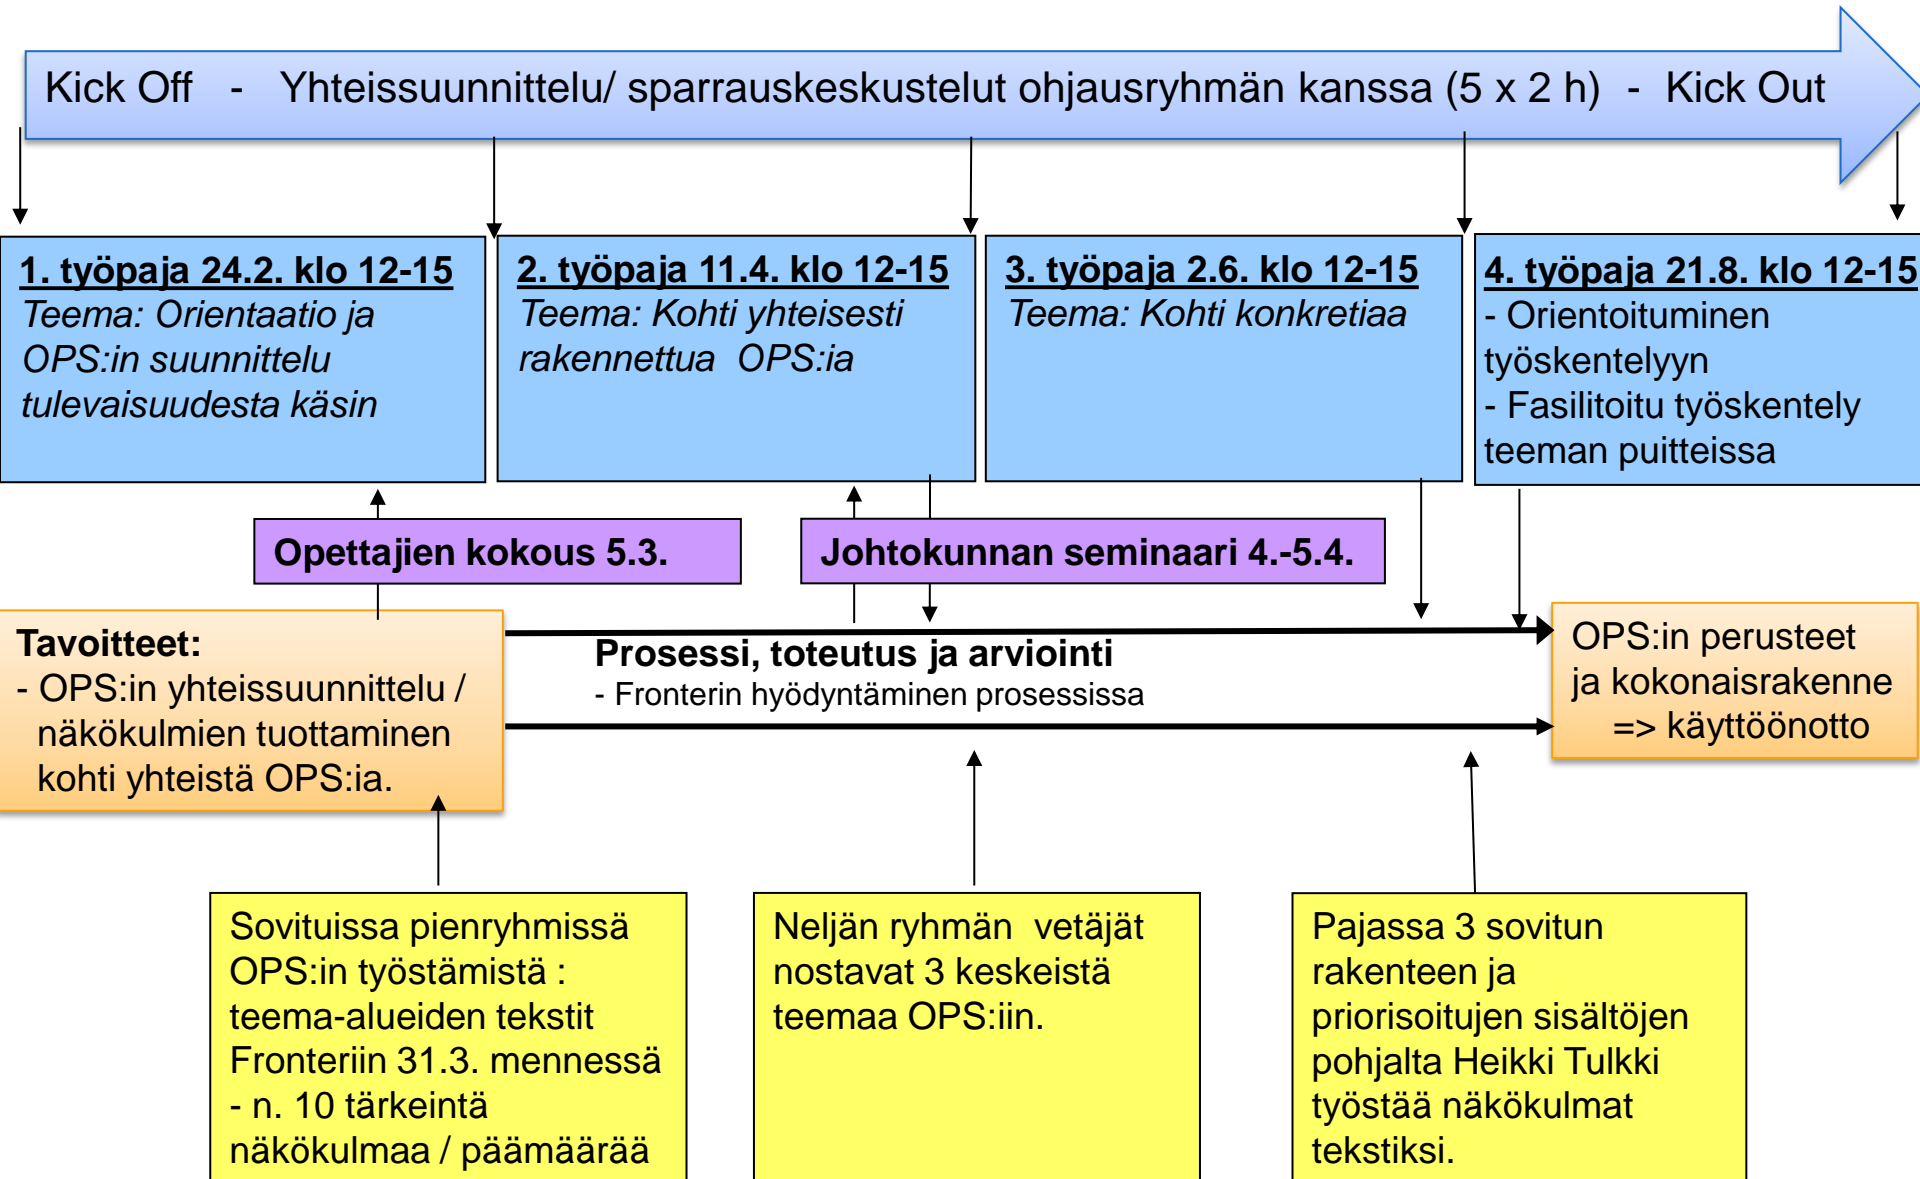 Kick Off - Yhteissuunnittelu/ sparrauskeskustelut ohjausryhmän kanssa (5 x 2 h) - Kick Out
1. työpaja 24.2. klo 12-15
Teema: Orientaatio ja
OPS:in suunnittelu
tulevaisuudesta käsin
2. työpaja 11.4. klo 12-15
Teema: Kohti yhteisesti
rakennettua OPS:ia
3. työpaja 2.6. klo 12-15
Teema: Kohti konkretiaa
4. työpaja 21.8. klo 12-15
- Orientoituminen
työskentelyyn
- Fasilitoitu työskentely
teeman puitteissa
Opettajien kokous 5.3.
Johtokunnan seminaari 4.-5.4.
Tavoitteet:
- OPS:in yhteissuunnittelu /
näkökulmien tuottaminen
kohti yhteistä OPS:ia.
Prosessi, toteutus ja arviointi
- Fronterin hyödyntäminen prosessissa
OPS:in perusteet
ja kokonaisrakenne
=> käyttöönotto
Sovituissa pienryhmissä
OPS:in työstämistä :
teema-alueiden tekstit
Fronteriin 31.3. mennessä
- n. 10 tärkeintä
näkökulmaa / päämäärää
Neljän ryhmän vetäjät
nostavat 3 keskeistä
teemaa OPS:iin.
Pajassa 3 sovitun
rakenteen ja
priorisoitujen sisältöjen
pohjalta Heikki Tulkki
työstää näkökulmat
tekstiksi.